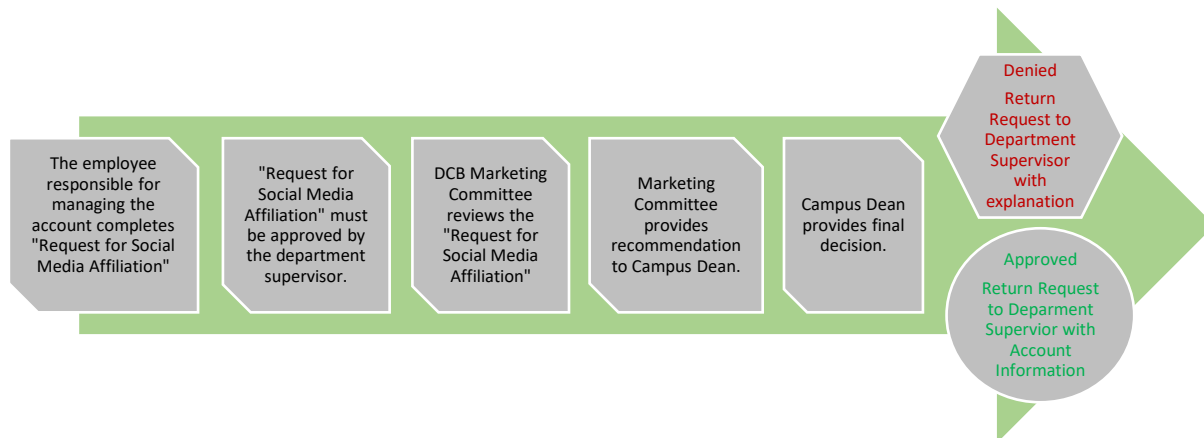 The employee
responsible for
managing the
account completes
"Request for Social
Media Affiliation"
"Request for
Social Media
Affiliation" must
be approved by
the department
supervisor.
DCB Marketing
Committee
reviews the
"Request for
Social Media
Affiliation"
Marketing
Committee
provides
recommendation
to Campus Dean.
Campus Dean
provides final
decision.
Denied
Return
Request to
Department
Supervisor
with
explanation
Approved
Return Request
to Deparment
Supervior with
Account
Information